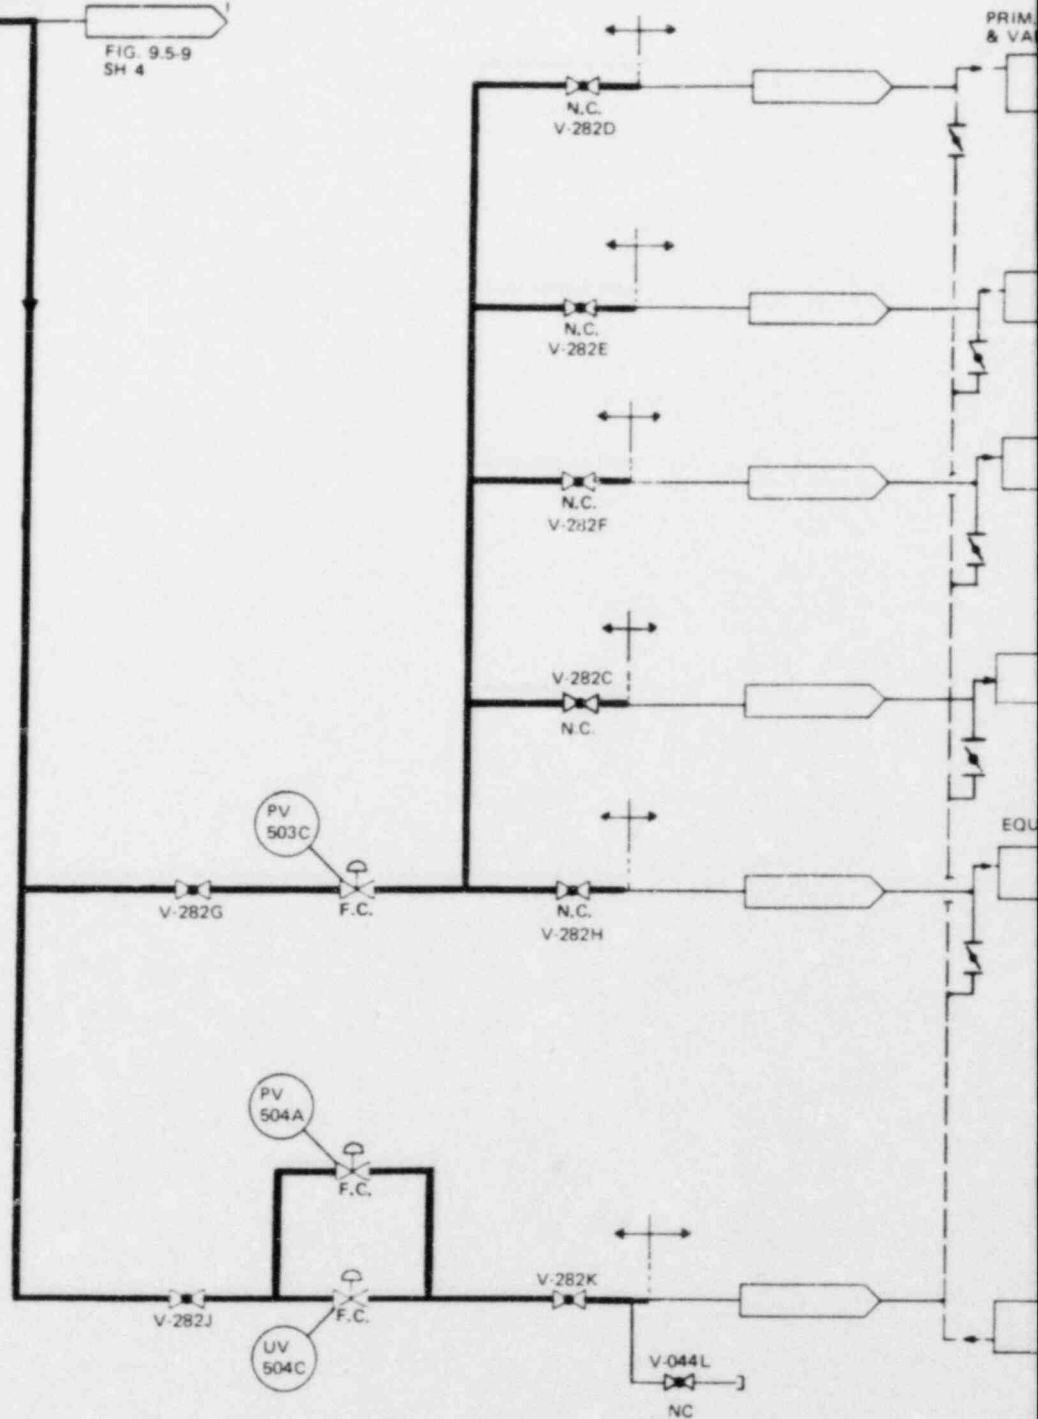 FIG. 9.5-9
SH 4
PRIM.
& VA
N.C.
V-282D
N.C.
V-282E
N.C.
V-282F
V-282C
N.C.
PV
503C
EQU
V-282G
F.C.
N.C.
V-282H
PV
504A
F.C.
V-282K
V-282J
F.C.
UV
504C
V-044L
NC